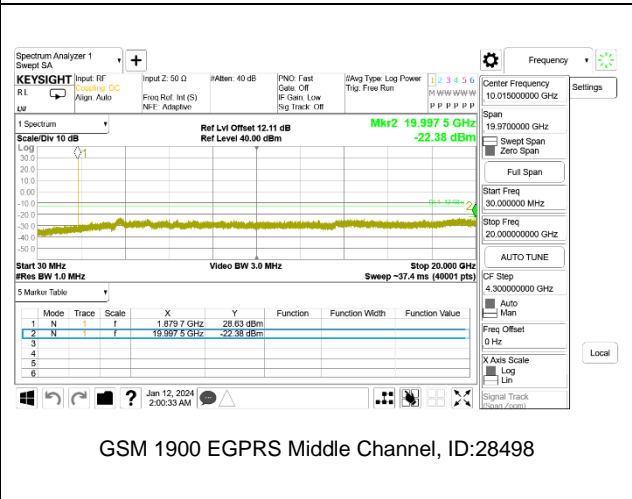 Spectrum Analyzer 1
Swept SA
Frequency
KEYSIGHT
Input: RF
Coupling: DC
Align: Auto
Input Z: 50 Ω
Freq Ref: Int (S)
NFE: Adaptive
#Atten: 40 dB
PNO: Fast
Gate: Off
IF Gain: Low
Sig Track: Off
#Avg Type: Log Power
Trig: Free Run
1 2 3 4 5 6
M W W W W W
P P P P P P
RL
1 Spectrum
Scale/Div 10 dB
Ref Lvl Offset 12.11 dB
Ref Level 40.00 dBm
Mkr2 19.997 5 GHz
-22.38 dBm
Log
30.0
20.0
10.0
0.00
-10.0
-20.0
-30.0
-40.0
-50.0
1
2
Start 30 MHz
#Res BW 1.0 MHz
Video BW 3.0 MHz
Stop 20.000 GHz
Sweep ~37.4 ms (40001 pts)
5 Marker Table
Mode Trace Scale X Y Function Function Width Function Value
1 N 1 f 1.879 7 GHz 28.63 dBm
2 N 1 f 19.997 5 GHz -22.38 dBm
3
4
5
6
Jan 12, 2024
2:00:33 AM
Center Frequency
10.015000000 GHz
Settings
Span
19.9700000 GHz
Swept Span
Zero Span
Full Span
Start Freq
30.000000 MHz
Stop Freq
20.000000000 GHz
AUTO TUNE
CF Step
4.300000000 GHz
Auto
Man
Freq Offset
0 Hz
X Axis Scale
Log
Lin
Local
Signal Track
(Span Zoom)
GSM 1900 EGPRS Middle Channel, ID:28498